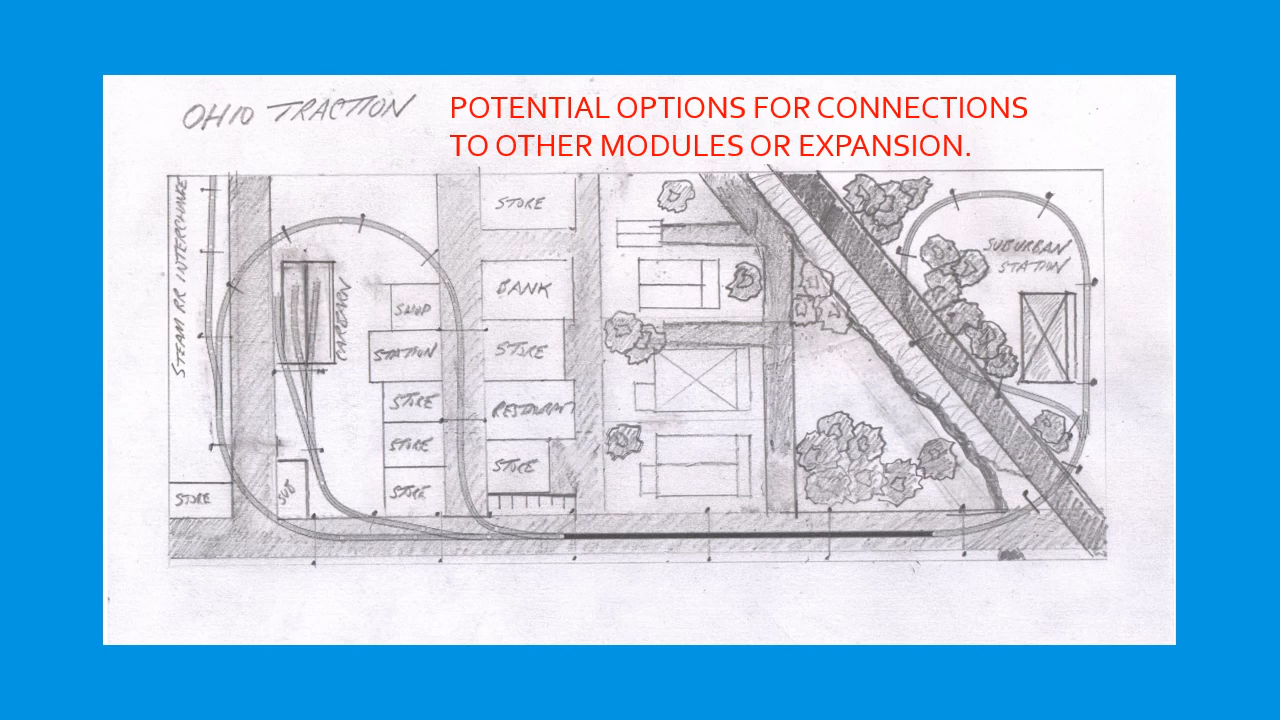 OHIO TRACTION
POTENTIAL OPTIONS FOR CONNECTIONS
TO OTHER MODULES OR EXPANSION.
STEAM RR INTERCHANGE
STORE
SUBURBAN
STATION
BANK
CARBARN
SHOP
STATION
STORE
STORE
RESTAURANT
STORE
STORE
STORE
SUB
STORE